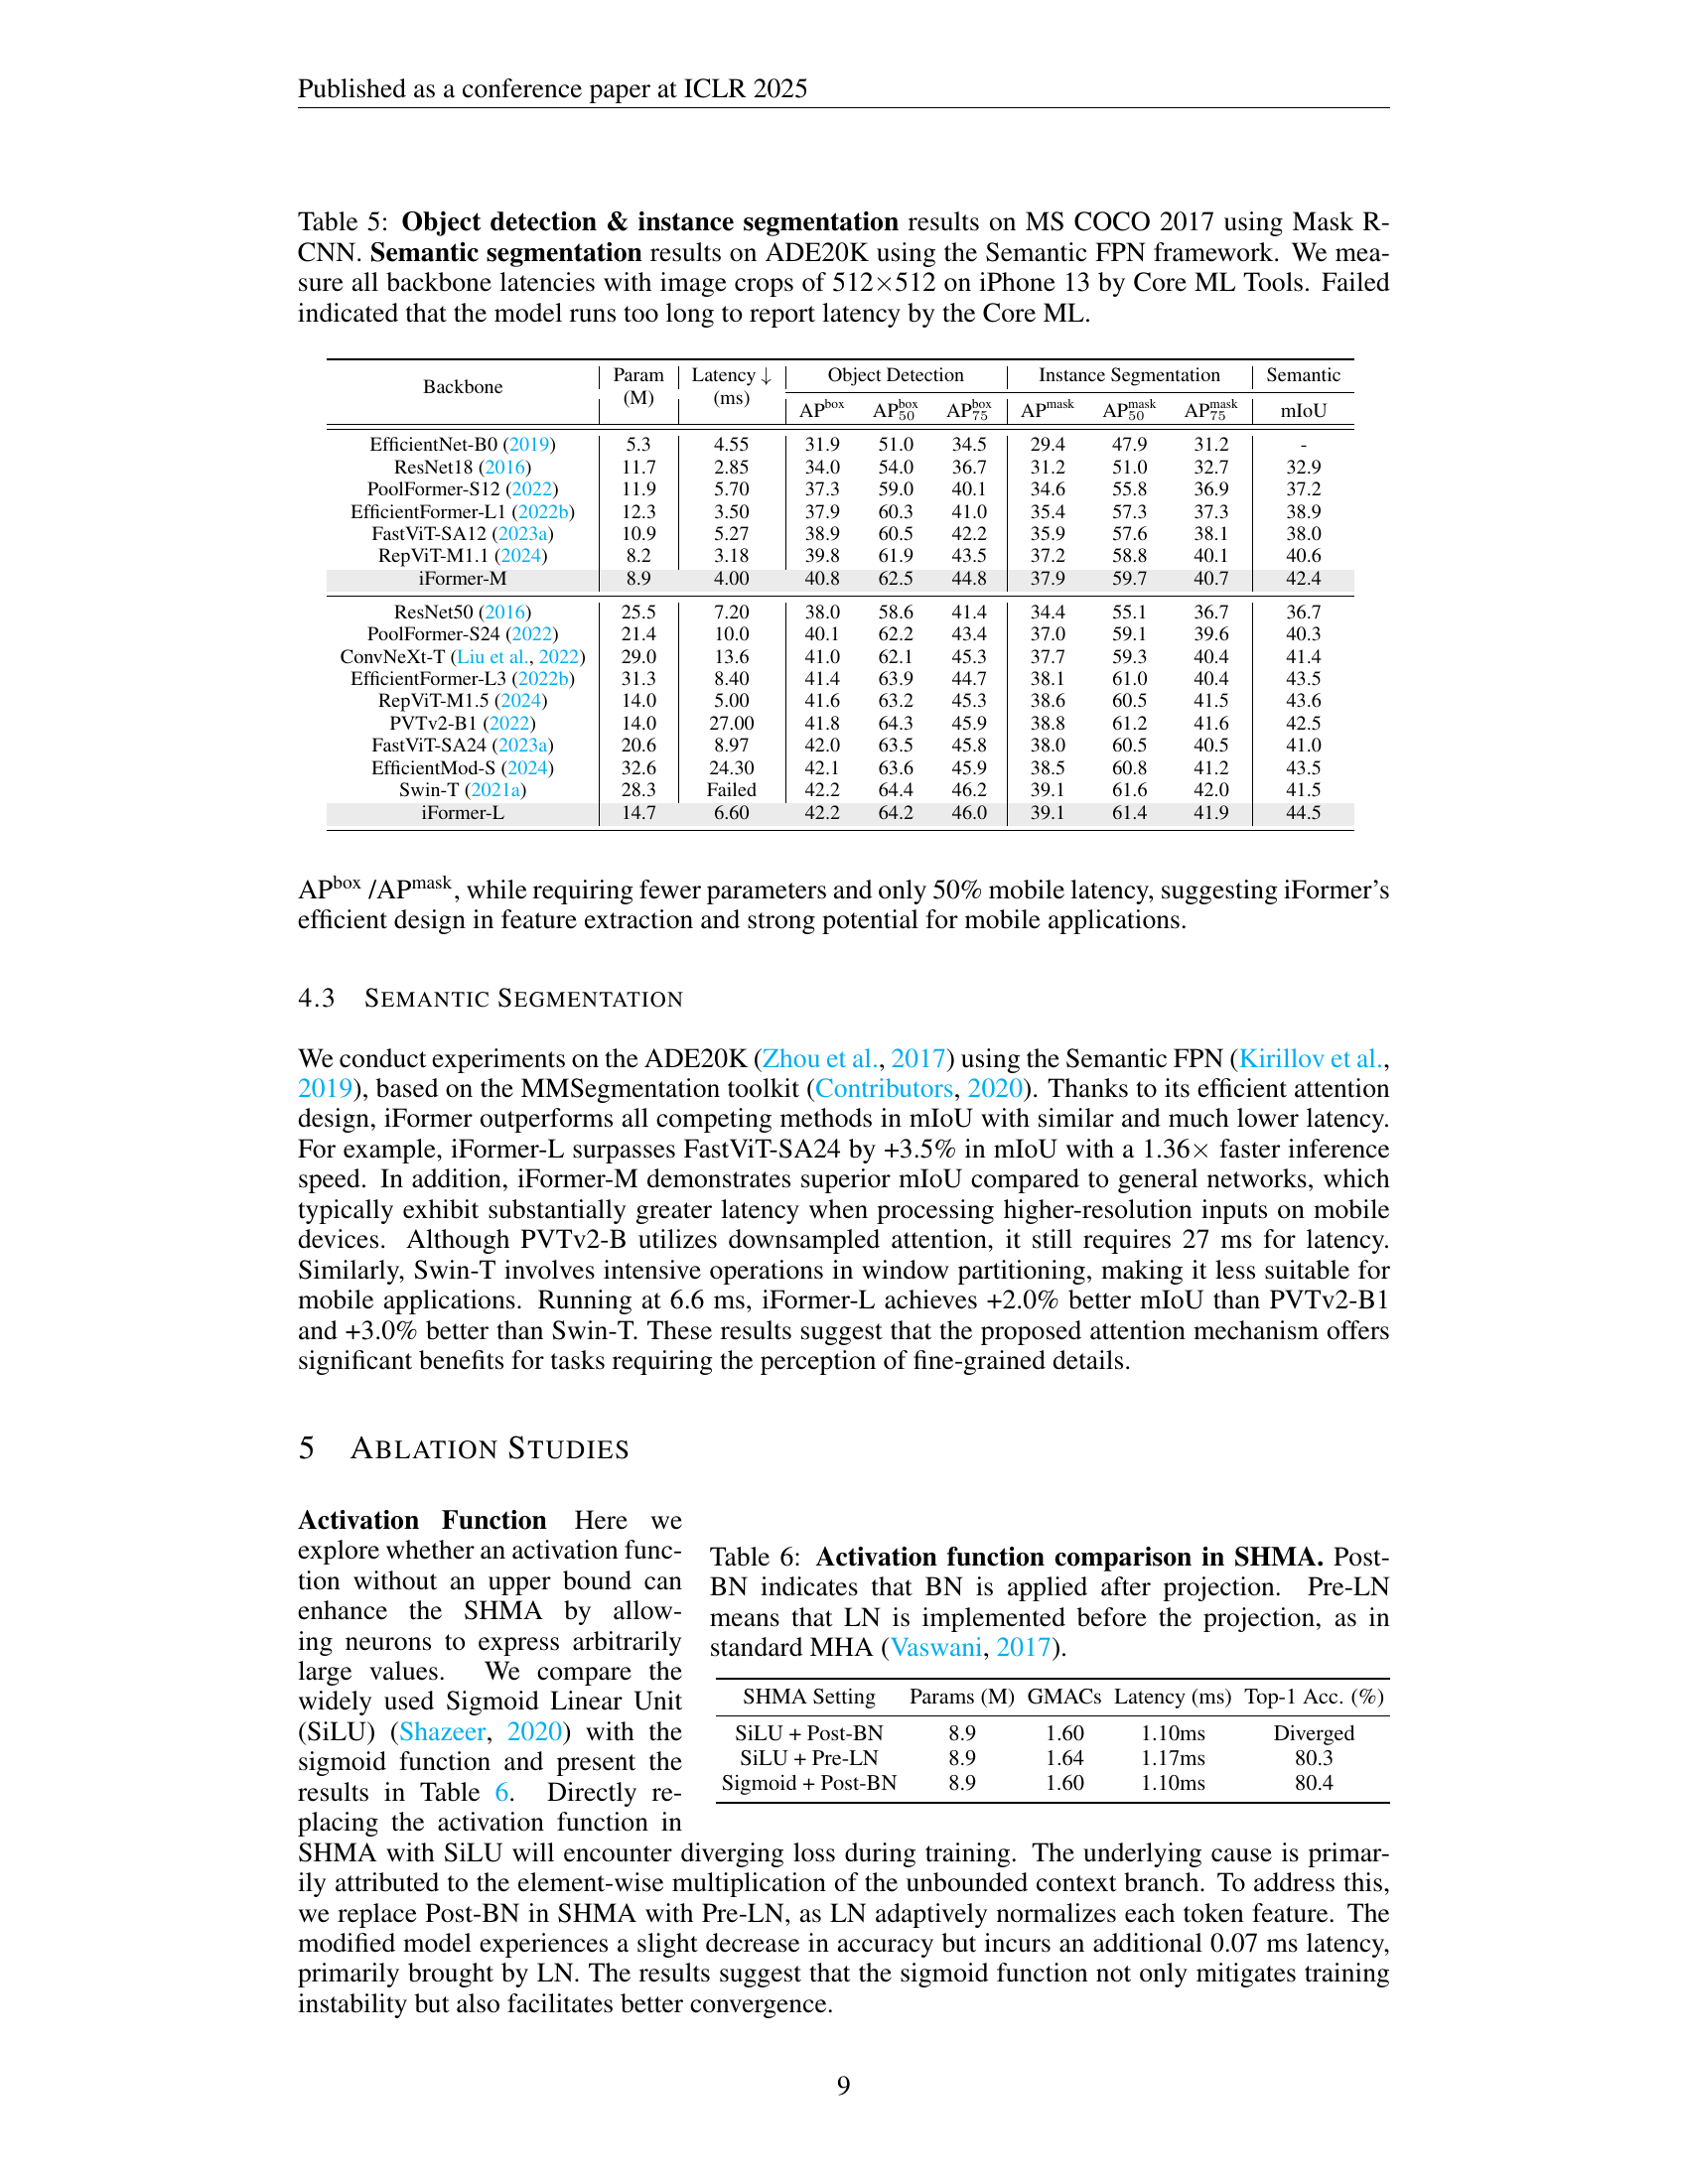 Published as a conference paper at ICLR 2025
Table 5: Object detection & instance segmentation results on MS COCO 2017 using Mask R-
CNN. Semantic segmentation results on ADE20K using the Semantic FPN framework. We mea-
sure all backbone latencies with image crops of 512×512 on iPhone 13 by Core ML Tools. Failed
indicated that the model runs too long to report latency by the Core ML.
Backbone Param (M) Latency ↓ (ms) Object Detection Instance Segmentation Semantic
AP^box AP^box_50 AP^box_75 AP^mask AP^mask_50 AP^mask_75 mIoU
EfficientNet-B0 (2019) 5.3 4.55 31.9 51.0 34.5 29.4 47.9 31.2 -
ResNet18 (2016) 11.7 2.85 34.0 54.0 36.7 31.2 51.0 32.7 32.9
PoolFormer-S12 (2022) 11.9 5.70 37.3 59.0 40.1 34.6 55.8 36.9 37.2
EfficientFormer-L1 (2022b) 12.3 3.50 37.9 60.3 41.0 35.4 57.3 37.3 38.9
FastViT-SA12 (2023a) 10.9 5.27 38.9 60.5 42.2 35.9 57.6 38.1 38.0
RepViT-M1.1 (2024) 8.2 3.18 39.8 61.9 43.5 37.2 58.8 40.1 40.6
iFormer-M 8.9 4.00 40.8 62.5 44.8 37.9 59.7 40.7 42.4
ResNet50 (2016) 25.5 7.20 38.0 58.6 41.4 34.4 55.1 36.7 36.7
PoolFormer-S24 (2022) 21.4 10.0 40.1 62.2 43.4 37.0 59.1 39.6 40.3
ConvNeXt-T (Liu et al., 2022) 29.0 13.6 41.0 62.1 45.3 37.7 59.3 40.4 41.4
EfficientFormer-L3 (2022b) 31.3 8.40 41.4 63.9 44.7 38.1 61.0 40.4 43.5
RepViT-M1.5 (2024) 14.0 5.00 41.6 63.2 45.3 38.6 60.5 41.5 43.6
PVTv2-B1 (2022) 14.0 27.00 41.8 64.3 45.9 38.8 61.2 41.6 42.5
FastViT-SA24 (2023a) 20.6 8.97 42.0 63.5 45.8 38.0 60.5 40.5 41.0
EfficientMod-S (2024) 32.6 24.30 42.1 63.6 45.9 38.5 60.8 41.2 43.5
Swin-T (2021a) 28.3 Failed 42.2 64.4 46.2 39.1 61.6 42.0 41.5
iFormer-L 14.7 6.60 42.2 64.2 46.0 39.1 61.4 41.9 44.5
AP^box /AP^mask, while requiring fewer parameters and only 50% mobile latency, suggesting iFormer's
efficient design in feature extraction and strong potential for mobile applications.
4.3 SEMANTIC SEGMENTATION
We conduct experiments on the ADE20K (Zhou et al., 2017) using the Semantic FPN (Kirillov et al.,
2019), based on the MMSegmentation toolkit (Contributors, 2020). Thanks to its efficient attention
design, iFormer outperforms all competing methods in mIoU with similar and much lower latency.
For example, iFormer-L surpasses FastViT-SA24 by +3.5% in mIoU with a 1.36× faster inference
speed. In addition, iFormer-M demonstrates superior mIoU compared to general networks, which
typically exhibit substantially greater latency when processing higher-resolution inputs on mobile
devices. Although PVTv2-B utilizes downsampled attention, it still requires 27 ms for latency.
Similarly, Swin-T involves intensive operations in window partitioning, making it less suitable for
mobile applications. Running at 6.6 ms, iFormer-L achieves +2.0% better mIoU than PVTv2-B1
and +3.0% better than Swin-T. These results suggest that the proposed attention mechanism offers
significant benefits for tasks requiring the perception of fine-grained details.
5 ABLATION STUDIES
Activation Function Here we
explore whether an activation func-
tion without an upper bound can
enhance the SHMA by allow-
ing neurons to express arbitrarily
large values. We compare the
widely used Sigmoid Linear Unit
(SiLU) (Shazeer, 2020) with the
sigmoid function and present the
results in Table 6. Directly re-
placing the activation function in
Table 6: Activation function comparison in SHMA. Post-
BN indicates that BN is applied after projection. Pre-LN
means that LN is implemented before the projection, as in
standard MHA (Vaswani, 2017).
SHMA Setting Params (M) GMACs Latency (ms) Top-1 Acc. (%)
SiLU + Post-BN 8.9 1.60 1.10ms Diverged
SiLU + Pre-LN 8.9 1.64 1.17ms 80.3
Sigmoid + Post-BN 8.9 1.60 1.10ms 80.4
SHMA with SiLU will encounter diverging loss during training. The underlying cause is primar-
ily attributed to the element-wise multiplication of the unbounded context branch. To address this,
we replace Post-BN in SHMA with Pre-LN, as LN adaptively normalizes each token feature. The
modified model experiences a slight decrease in accuracy but incurs an additional 0.07 ms latency,
primarily brought by LN. The results suggest that the sigmoid function not only mitigates training
instability but also facilitates better convergence.
9